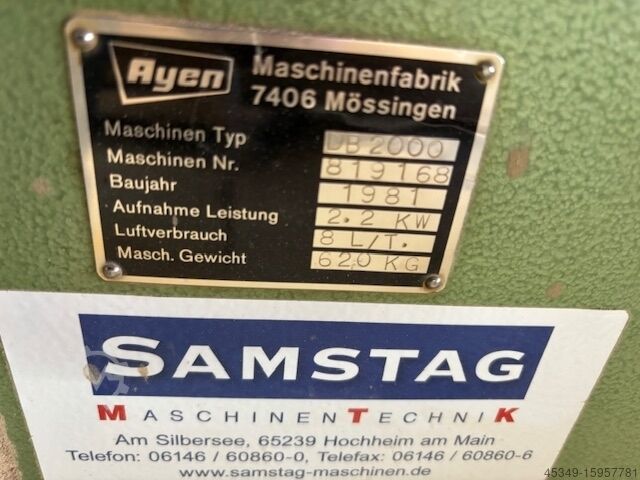 Ayen Maschinenfabrik
7406 Mössingen
Maschinen Typ DB 2000
Maschinen Nr. 819168
Baujahr 1981
Aufnahme Leistung 2.2 KW
Luftverbrauch 8 L/T.
Masch. Gewicht 620 KG
SAMSTAG
MASCHINENTECHNIK
Am Silbersee, 65239 Hochheim am Main
Telefon: 06146 / 60860-0, Telefax: 06146 / 60860-6
www.samstag-maschinen.de
45349-15957781